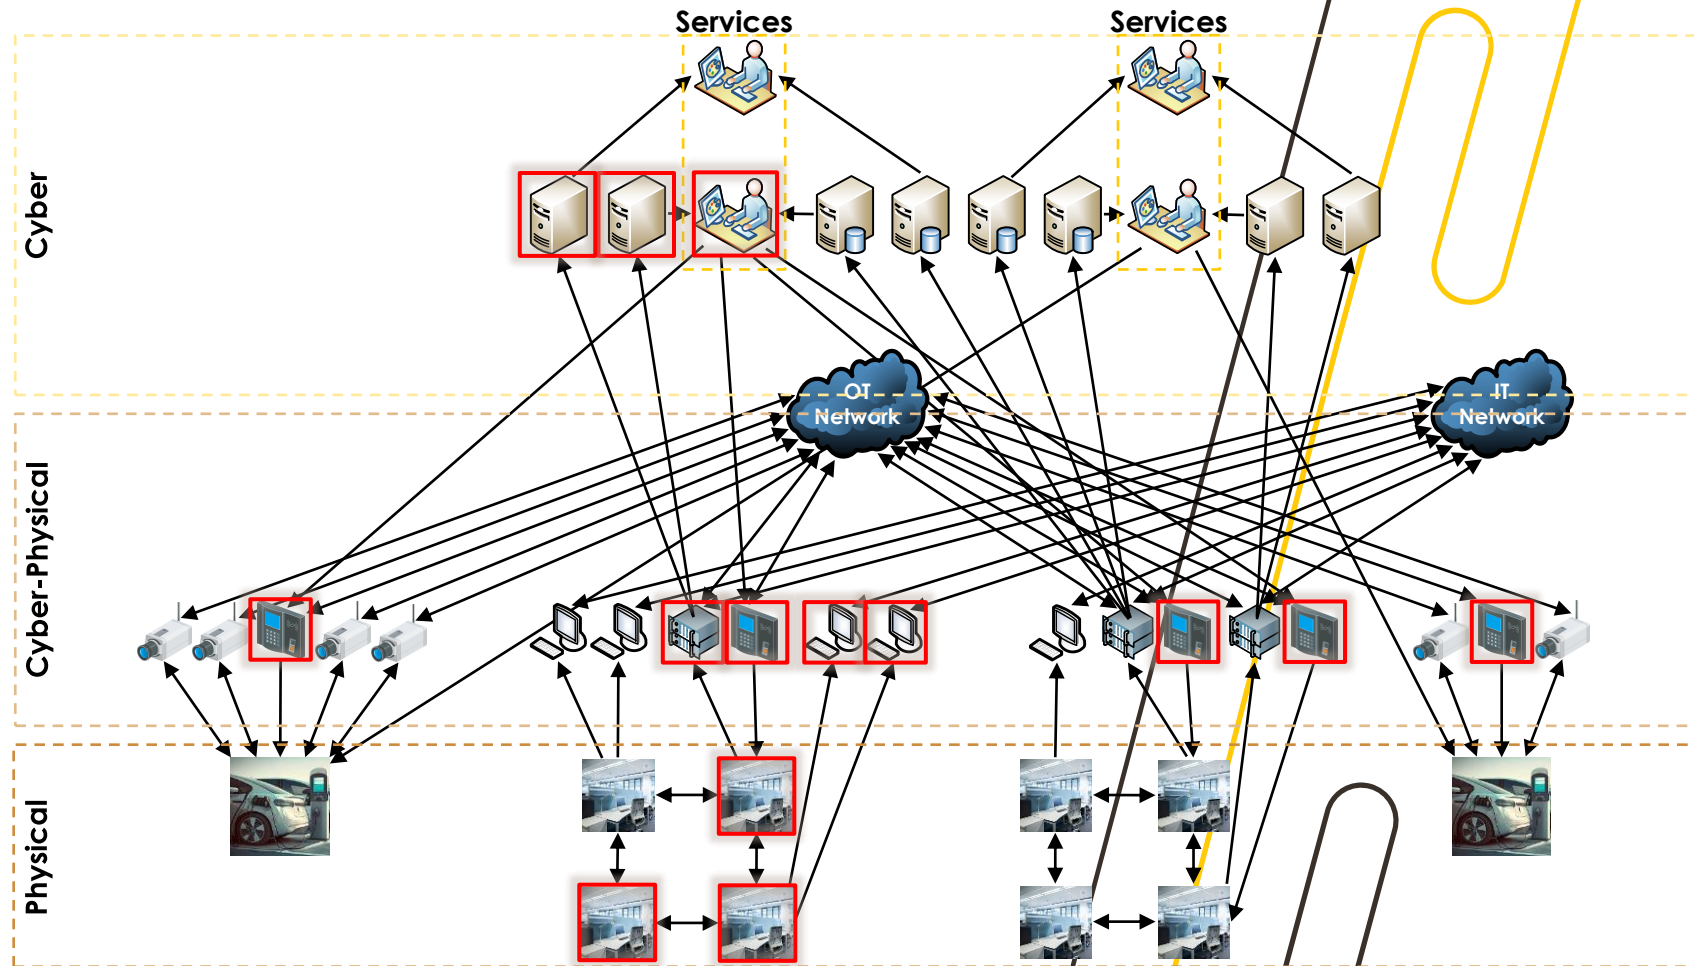 Services
Services
Cyber
OT
Network
IT
Network
Cyber-Physical
Physical